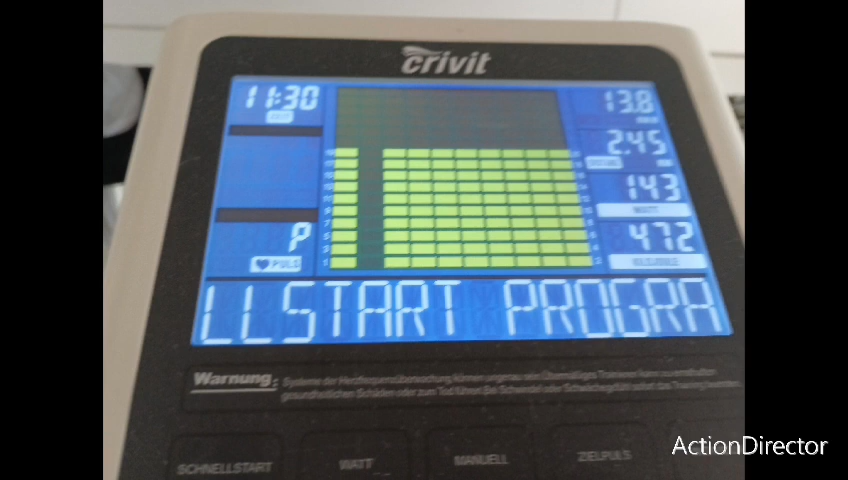 crivit
11:30
ZEIT
13.8
2.45
143
WATT
P
PULS
472
LLSTART PROGRA
Warnung:
Systeme der Herzfrequenzüberwachung können ungenau sein. Übermäßiges Trainieren kann zu ernsthaften
gesundheitlichen Schäden oder zum Tod führen. Bei Schwindel oder Schwächegefühl sofort das Training beenden.
SCHNELLSTART WATT MANUELL ZIELPULS
ActionDirector